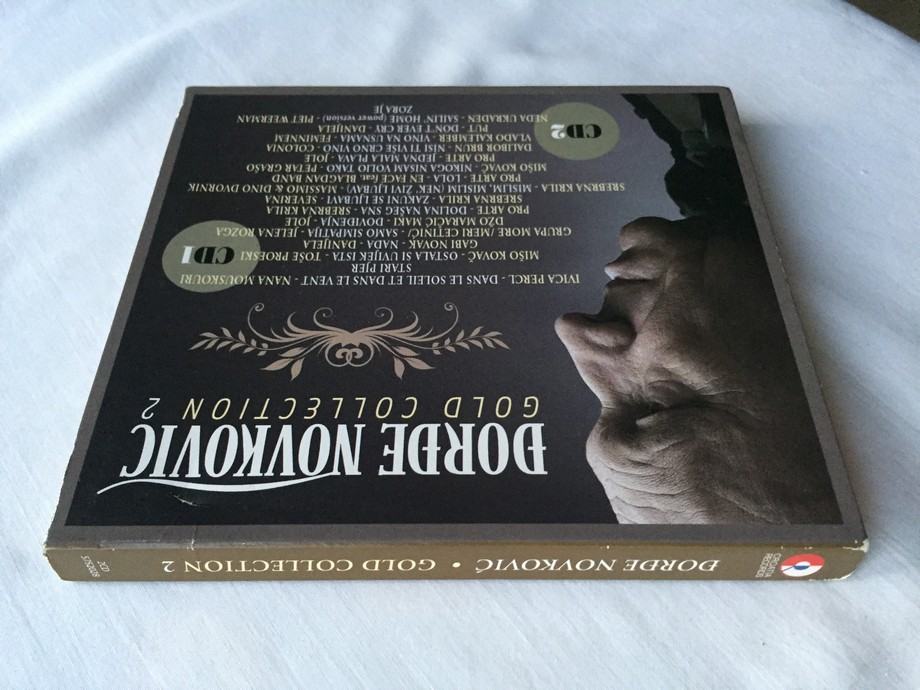 ĐORĐE NOVKOVIĆ • GOLD COLLECTION 2
CROATIA RECORDS
2CD
ĐORĐE NOVKOVIĆ
GOLD COLLECTION 2
CD1
IVICA PERCL - DANS LE SOLEIL ET DANS LE VENT - NANA MOUSKOURI
STARI PJER
MIŠO KOVAČ - OSTALA SI UVIJEK ISTA - TOŠE PROESKI
GABI NOVAK - NADA - DANIJELA
GRUPA MORE /MERI CETINIĆ/ - SAMO SIMPATIJA - JELENA ROZGA
DŽO MARAČIĆ MAKI - DOVIĐENJA - JOLE
PRO ARTE - DOLINA NAŠEG SNA - SREBRNA KRILA
SREBRNA KRILA - ZAKUNI SE LJUBAVI - SEVERINA
SREBRNA KRILA - MISLIM, MISLIM (NEK' ŽIVI LJUBAV) - MASSIMO & DINO DVORNIK
PRO ARTE - LOLA - EN FACE feat. BLAGDAN BAND
CD2
MIŠO KOVAČ - NIKOGA NISAM VOLIO TAKO - PETAR GRAŠO
PRO ARTE - JEDNA MALA PLAVA - JOLE
DALIBOR BRUN - NISI TI VIŠE CRNO VINO - COLONIA
VLADO KALEMBER - VINO NA USNAMA - FEMINNEM
PUT - DON'T EVER CRY - DANIJELA
NEDA UKRADEN - SAILIN' HOME (power version) - PIET WEERMAN
ZORA JE